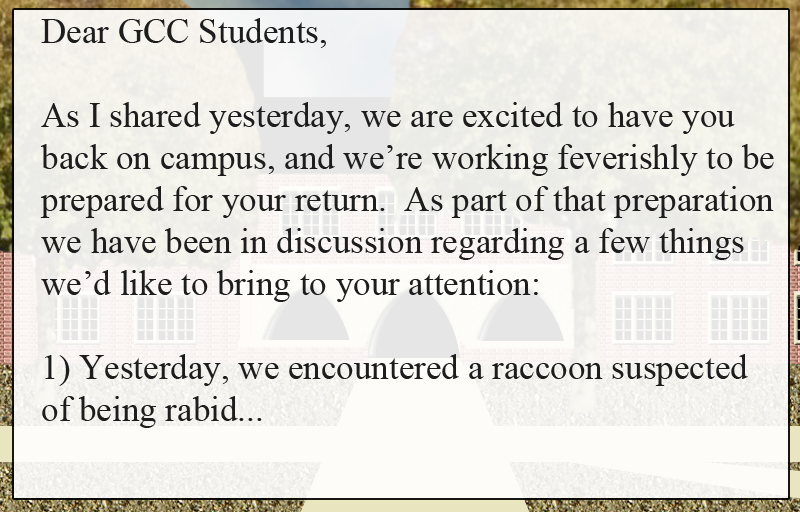 Dear GCC Students,
As I shared yesterday, we are excited to have you
back on campus, and we’re working feverishly to be
prepared for your return.  As part of that preparation
we have been in discussion regarding a few things
we’d like to bring to your attention:
1) Yesterday, we encountered a raccoon suspected
of being rabid...